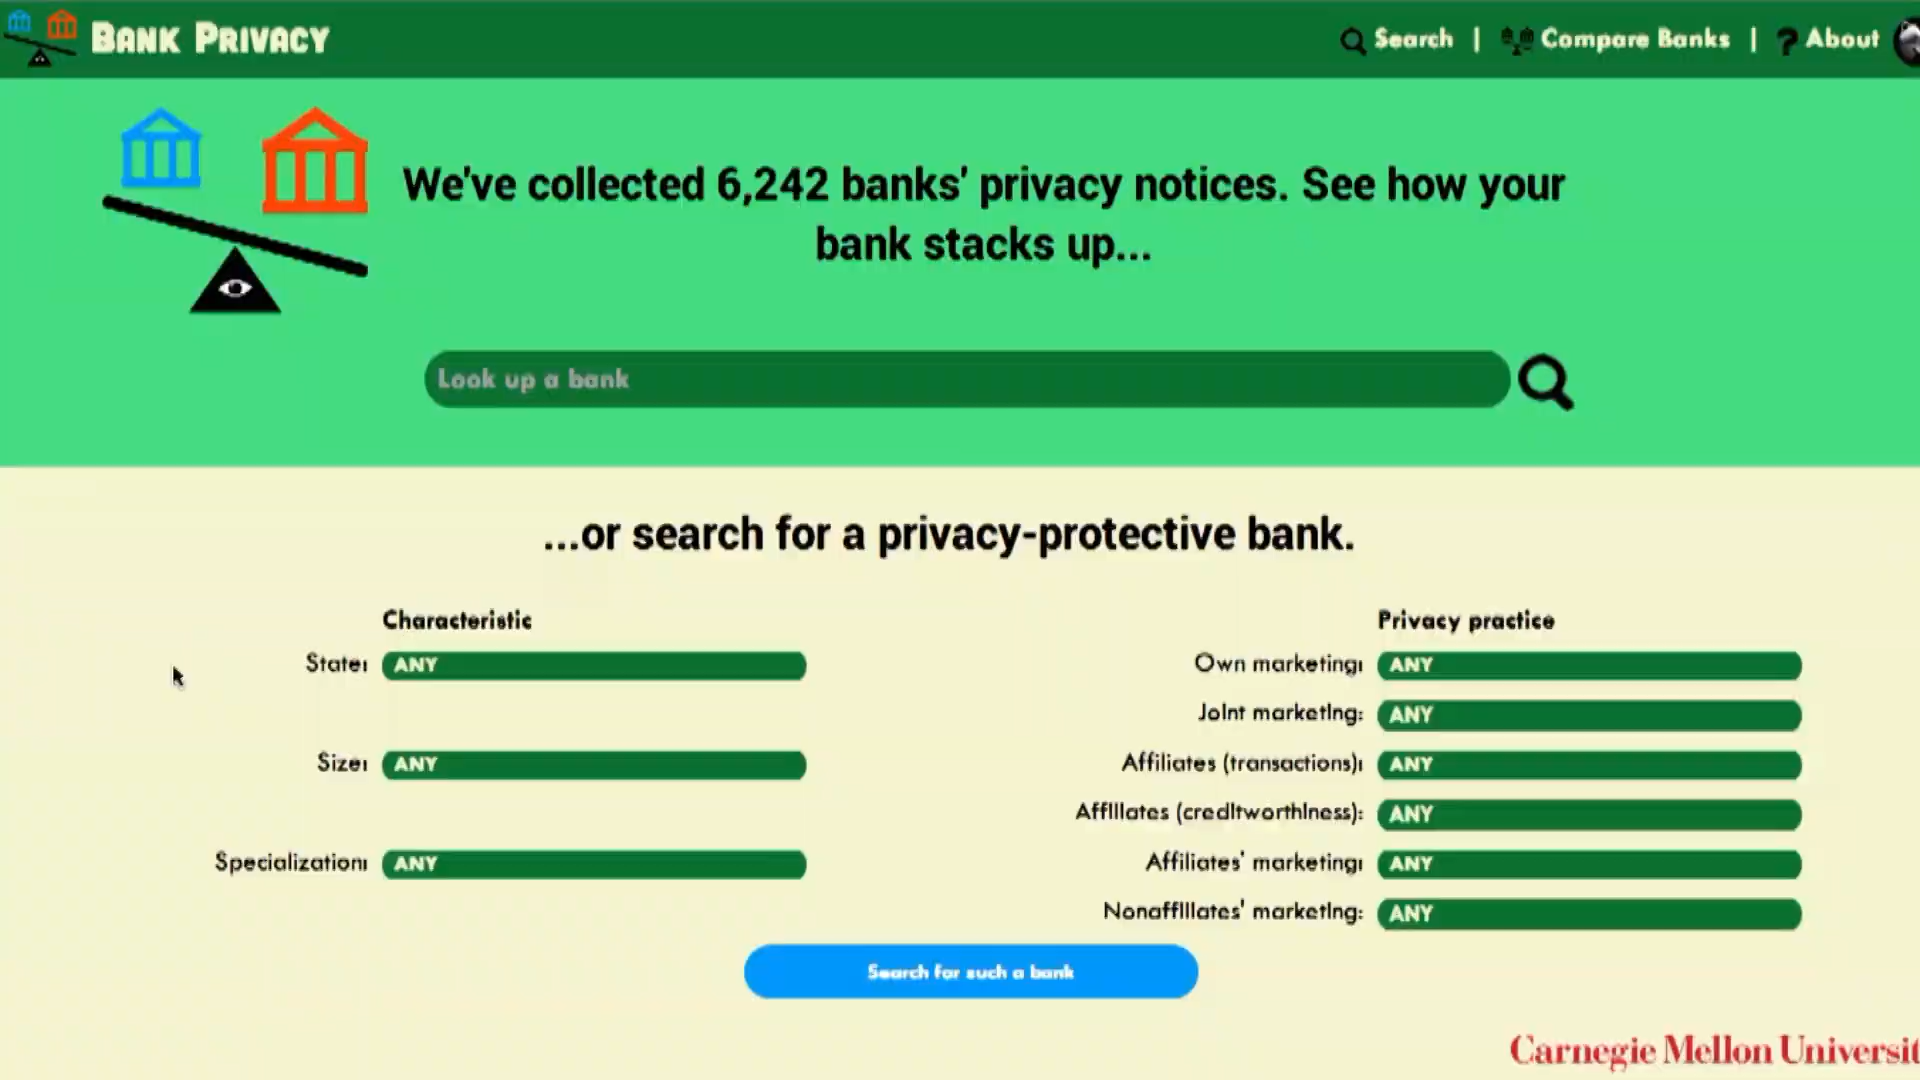 Bank Privacy
Search | Compare Banks | About
We've collected 6,242 banks' privacy notices. See how your
bank stacks up...
Look up a bank
...or search for a privacy-protective bank.
Characteristic
State: ANY
Size: ANY
Specialization: ANY
Privacy practice
Own marketing: ANY
Joint marketing: ANY
Affiliates (transactions): ANY
Affiliates (creditworthiness): ANY
Affiliates' marketing: ANY
Nonaffiliates' marketing: ANY
Search for such a bank
Carnegie Mellon Universit